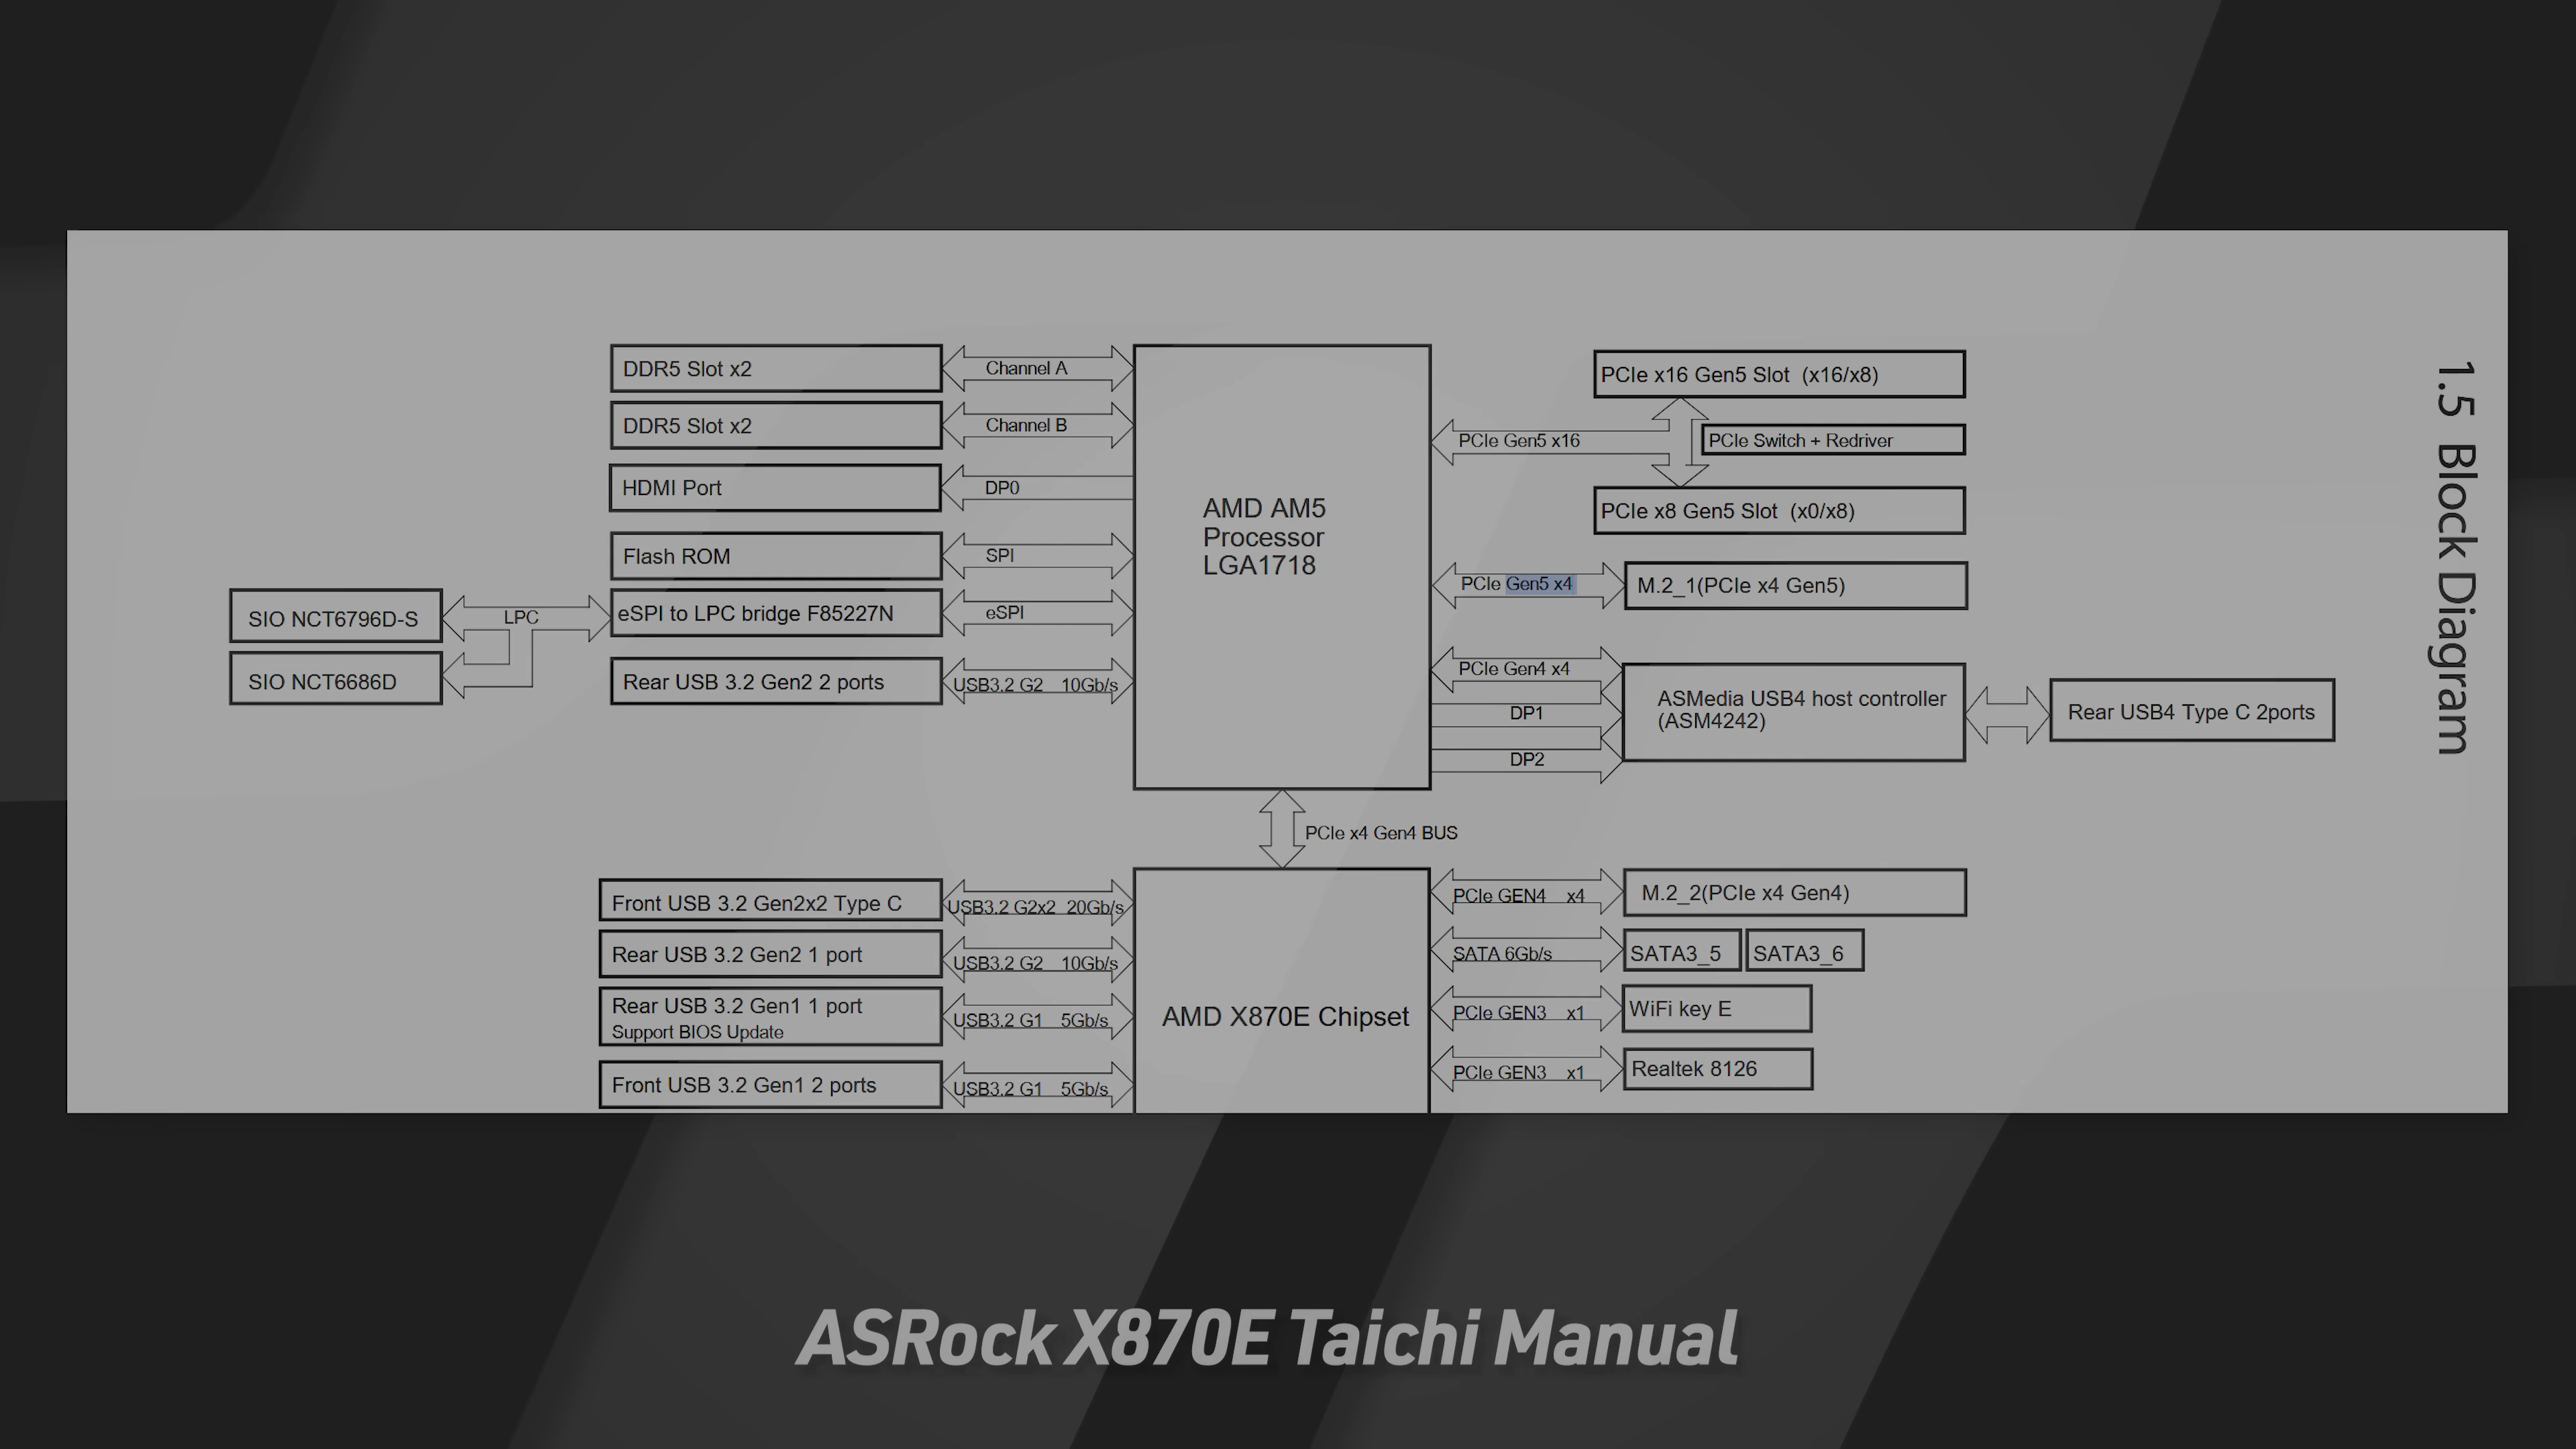 1.5 Block Diagram
DDR5 Slot x2
Channel A
DDR5 Slot x2
Channel B
HDMI Port
DP0
Flash ROM
SPI
SIO NCT6796D-S
LPC
eSPI to LPC bridge F85227N
eSPI
SIO NCT6686D
Rear USB 3.2 Gen2 2 ports
USB3.2 G2 10Gb/s
AMD AM5
Processor
LGA1718
PCIe x16 Gen5 Slot (x16/x8)
PCIe Gen5 x16
PCIe Switch + Redriver
PCIe x8 Gen5 Slot (x0/x8)
PCIe Gen5 x4
M.2_1(PCIe x4 Gen5)
PCIe Gen4 x4
DP1
DP2
ASMedia USB4 host controller
(ASM4242)
Rear USB4 Type C 2ports
PCIe x4 Gen4 BUS
Front USB 3.2 Gen2x2 Type C
USB3.2 G2x2 20Gb/s
Rear USB 3.2 Gen2 1 port
USB3.2 G2 10Gb/s
Rear USB 3.2 Gen1 1 port
Support BIOS Update
USB3.2 G1 5Gb/s
Front USB 3.2 Gen1 2 ports
USB3.2 G1 5Gb/s
AMD X870E Chipset
PCIe GEN4 x4
M.2_2(PCIe x4 Gen4)
SATA 6Gb/s
SATA3_5
SATA3_6
PCIe GEN3 x1
WiFi key E
PCIe GEN3 x1
Realtek 8126
ASRock X870E Taichi Manual